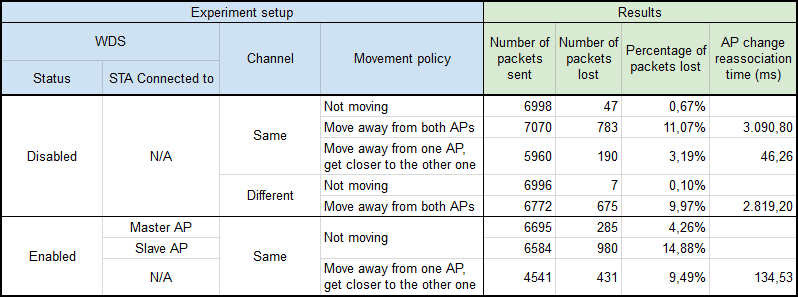 Experiment setup Results
WDS Channel Movement policy Number of packets sent Number of packets lost Percentage of packets lost AP change reassociation time (ms)
Status STA Connected to
Disabled N/A Same Not moving 6998 47 0,67%
Move away from both APs 7070 783 11,07% 3.090,80
Move away from one AP, get closer to the other one 5960 190 3,19% 46,26
Different Not moving 6996 7 0,10%
Move away from both APs 6772 675 9,97% 2.819,20
Enabled Master AP Same Not moving 6695 285 4,26%
Slave AP 6584 980 14,88%
N/A Move away from one AP, get closer to the other one 4541 431 9,49% 134,53